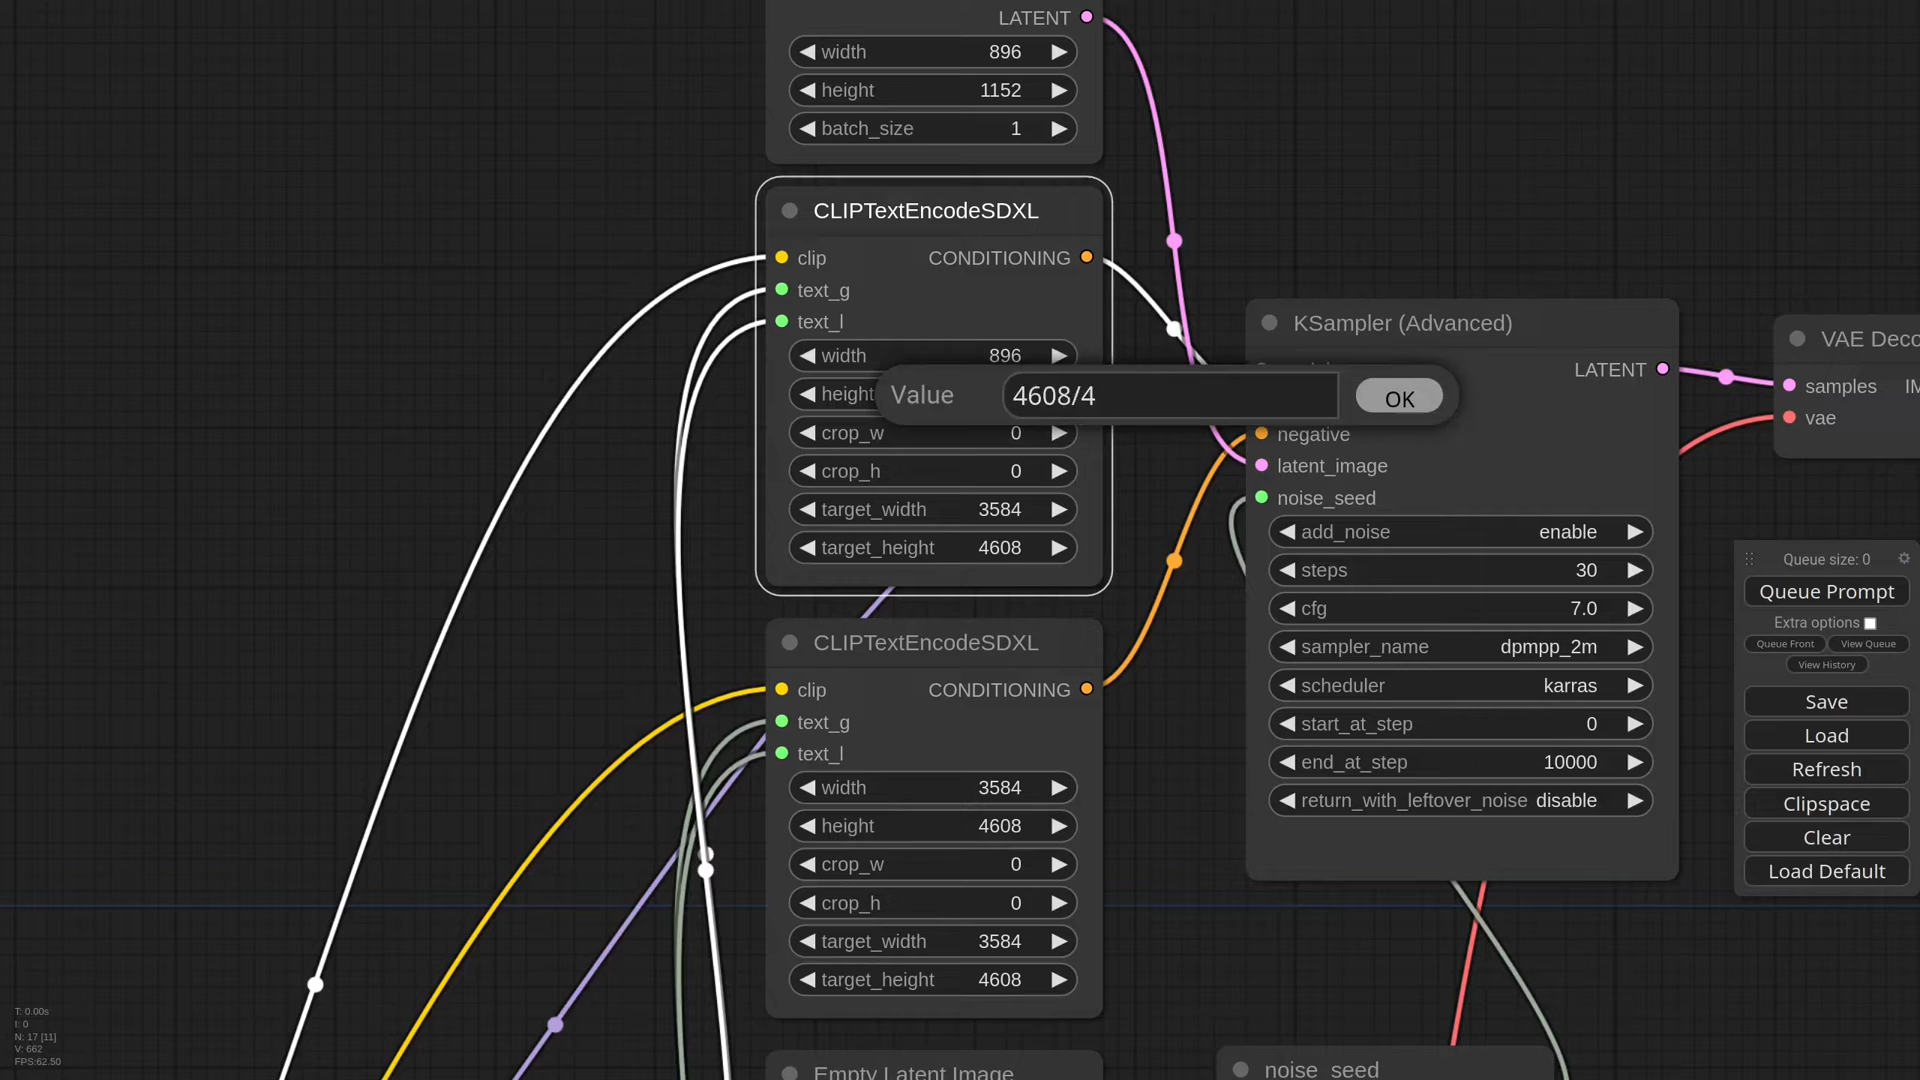 LATENT
width 896
height 1152
batch_size 1
CLIPTextEncodeSDXL
clip CONDITIONING
text_g
text_l
width 896
height
Value 4608/4 OK
crop_w 0
crop_h 0
target_width 3584
target_height 4608
CLIPTextEncodeSDXL
clip CONDITIONING
text_g
text_l
width 3584
height 4608
crop_w 0
crop_h 0
target_width 3584
target_height 4608
Empty Latent Image
KSampler (Advanced)
LATENT
negative
latent_image
noise_seed
add_noise enable
steps 30
cfg 7.0
sampler_name dpmpp_2m
scheduler karras
start_at_step 0
end_at_step 10000
return_with_leftover_noise disable
noise_seed
VAE Deco
samples IM
vae
Queue size: 0
Queue Prompt
Extra options
Queue Front View Queue
View History
Save
Load
Refresh
Clipspace
Clear
Load Default
T: 0.00s
I: 0
N: 17 [11]
V: 662
FPS:62.50